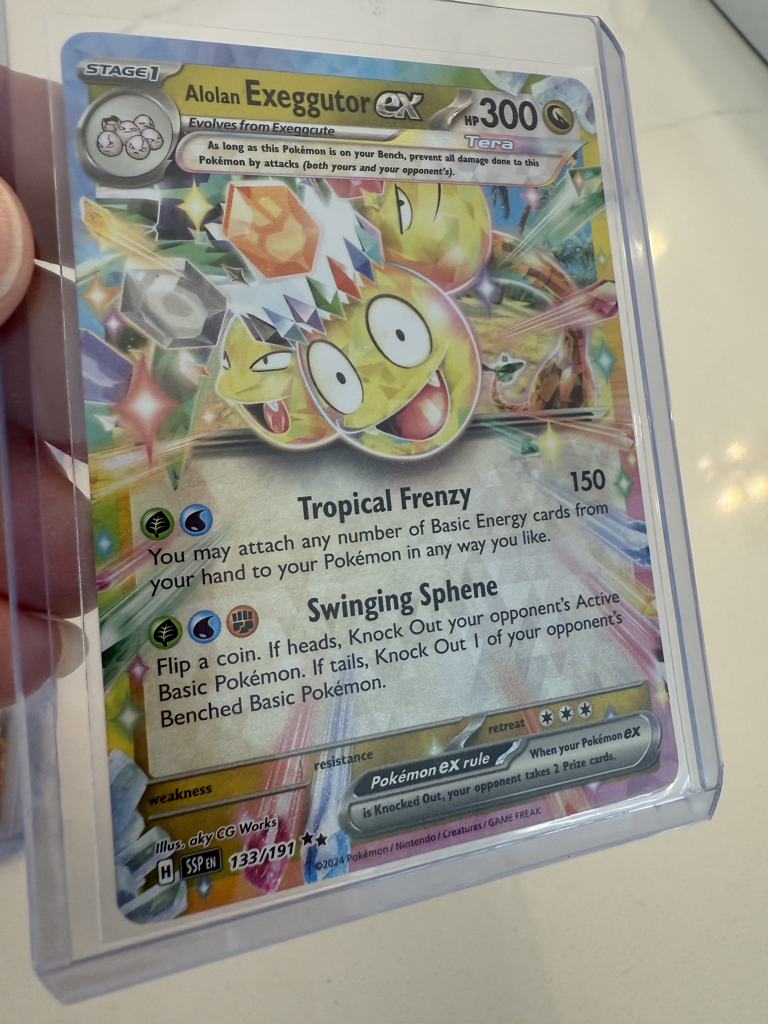 STAGE 1
Alolan Exeggutor ex HP 300
Evolves from Exeggcute
Tera
As long as this Pokémon is on your Bench, prevent all damage done to this
Pokémon by attacks (both yours and your opponent's).
Tropical Frenzy 150
You may attach any number of Basic Energy cards from
your hand to your Pokémon in any way you like.
Swinging Sphene
Flip a coin. If heads, Knock Out your opponent's Active
Basic Pokémon. If tails, Knock Out 1 of your opponent's
Benched Basic Pokémon.
weakness resistance retreat
Pokémon ex rule When your Pokémon ex
is Knocked Out, your opponent takes 2 Prize cards.
Illus. aky CG Works
H SSP EN 133/191 ★★
©2024 Pokémon / Nintendo / Creatures / GAME FREAK